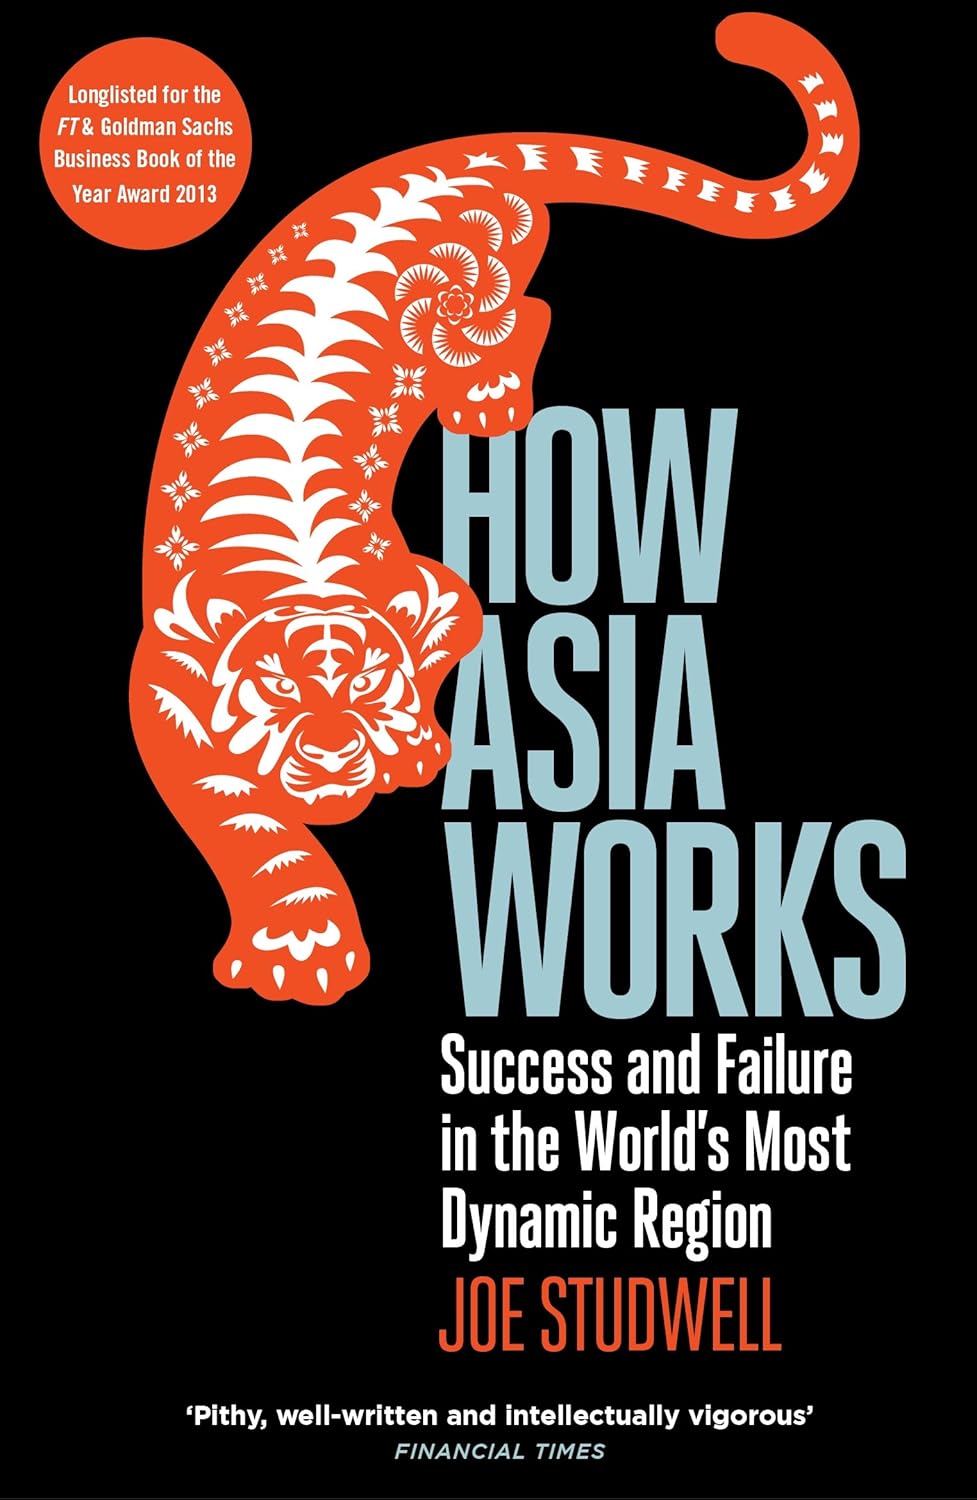 Longlisted for the
FT & Goldman Sachs
Business Book of the
Year Award 2013
HOW
ASIA
WORKS
Success and Failure
in the World's Most
Dynamic Region
JOE STUDWELL
‘Pithy, well-written and intellectually vigorous’
FINANCIAL TIMES